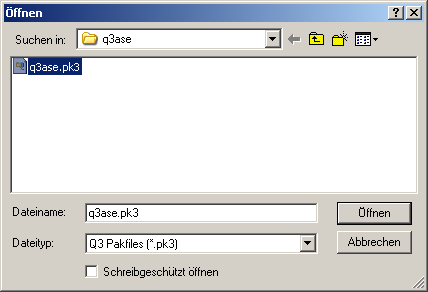 Öffnen
Suchen in: q3ase
q3ase.pk3
Dateiname: q3ase.pk3 Öffnen
Dateityp: Q3 Pakfiles (*.pk3) Abbrechen
Schreibgeschützt öffnen